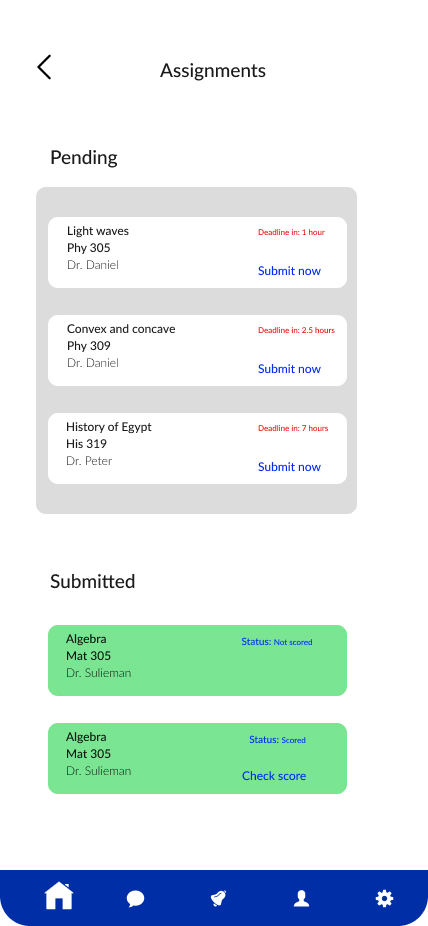 Assignments
Pending
Light waves
Deadline in: 1 hour
Phy 305
Dr. Daniel
Submit now
Convex and concave
Deadline in: 2.5 hours
Phy 309
Dr. Daniel
Submit now
History of Egypt
Deadline in: 7 hours
His 319
Dr. Peter
Submit now
Submitted
Algebra
Status: Not scored
Mat 305
Dr. Sulieman
Algebra
Status: Scored
Mat 305
Dr. Sulieman
Check score